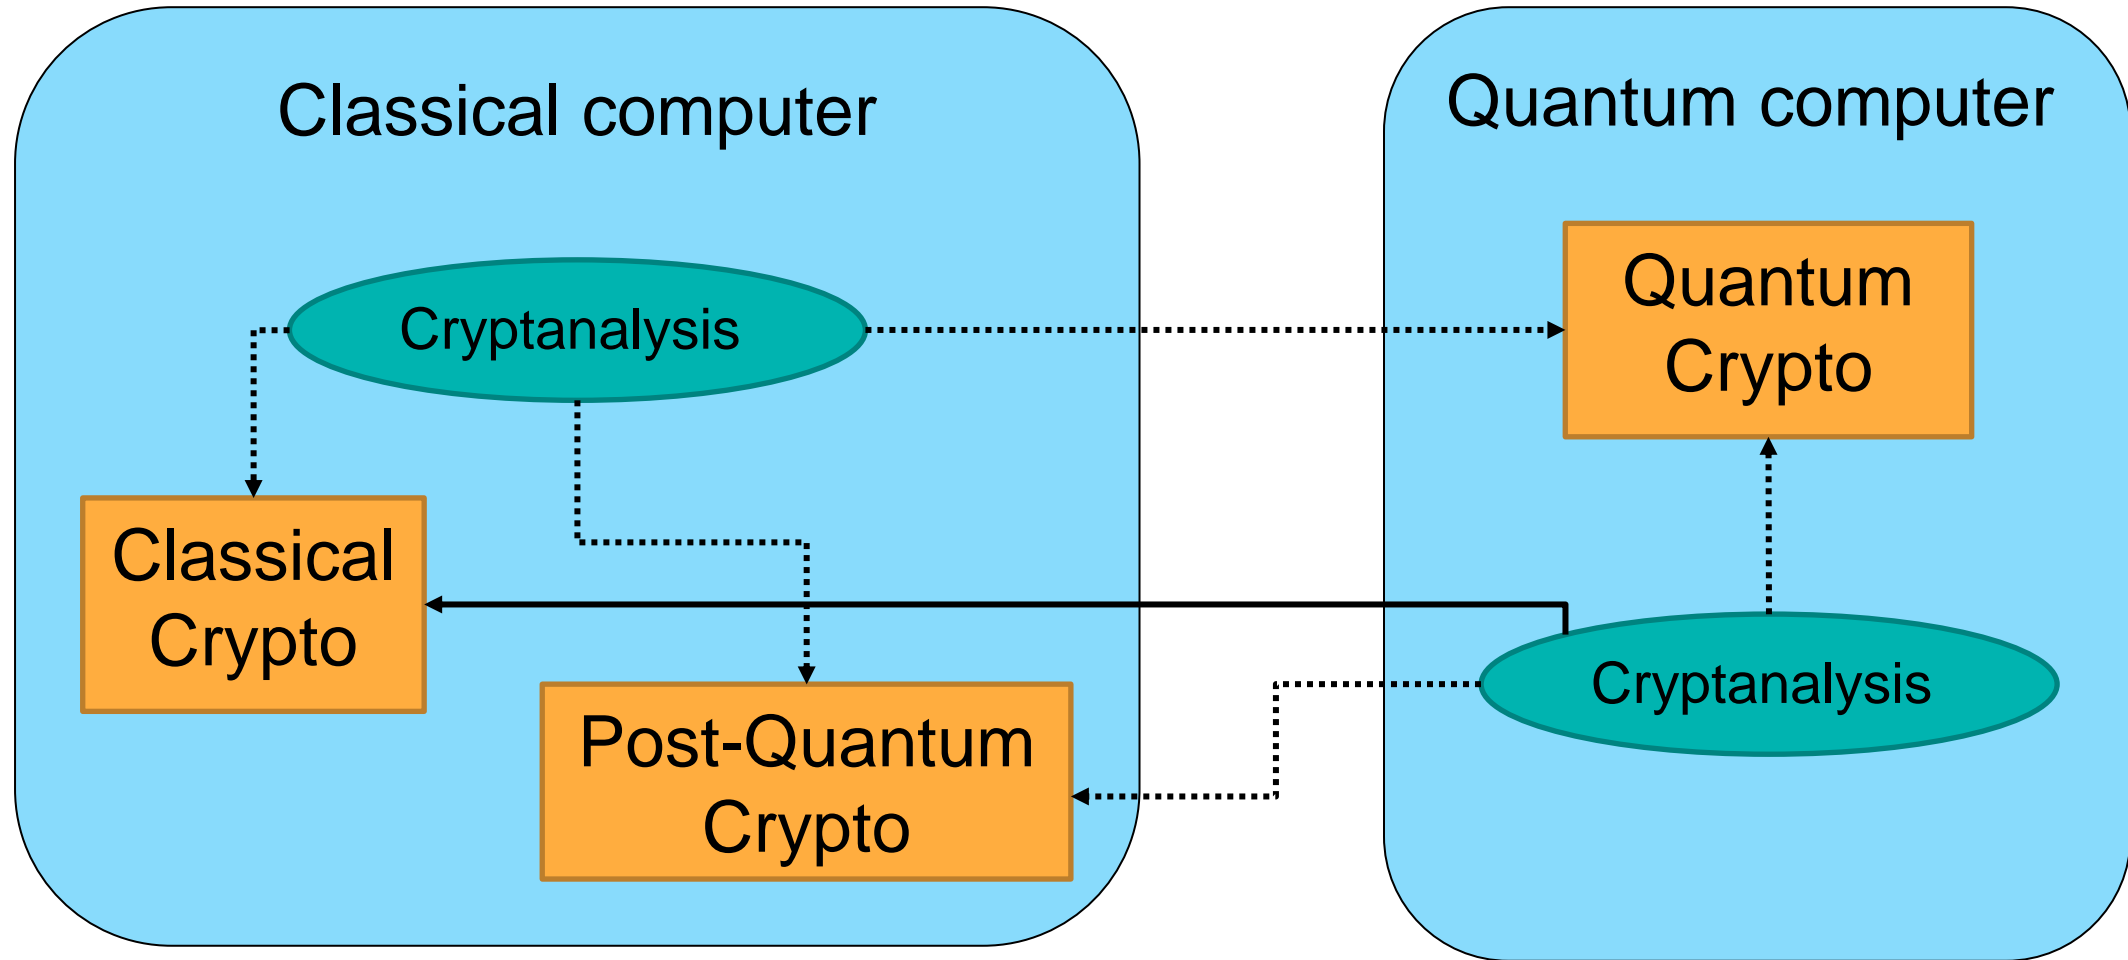 Classical computer
Quantum computer
Cryptanalysis
Quantum
Crypto
Classical
Crypto
Post-Quantum
Crypto
Cryptanalysis